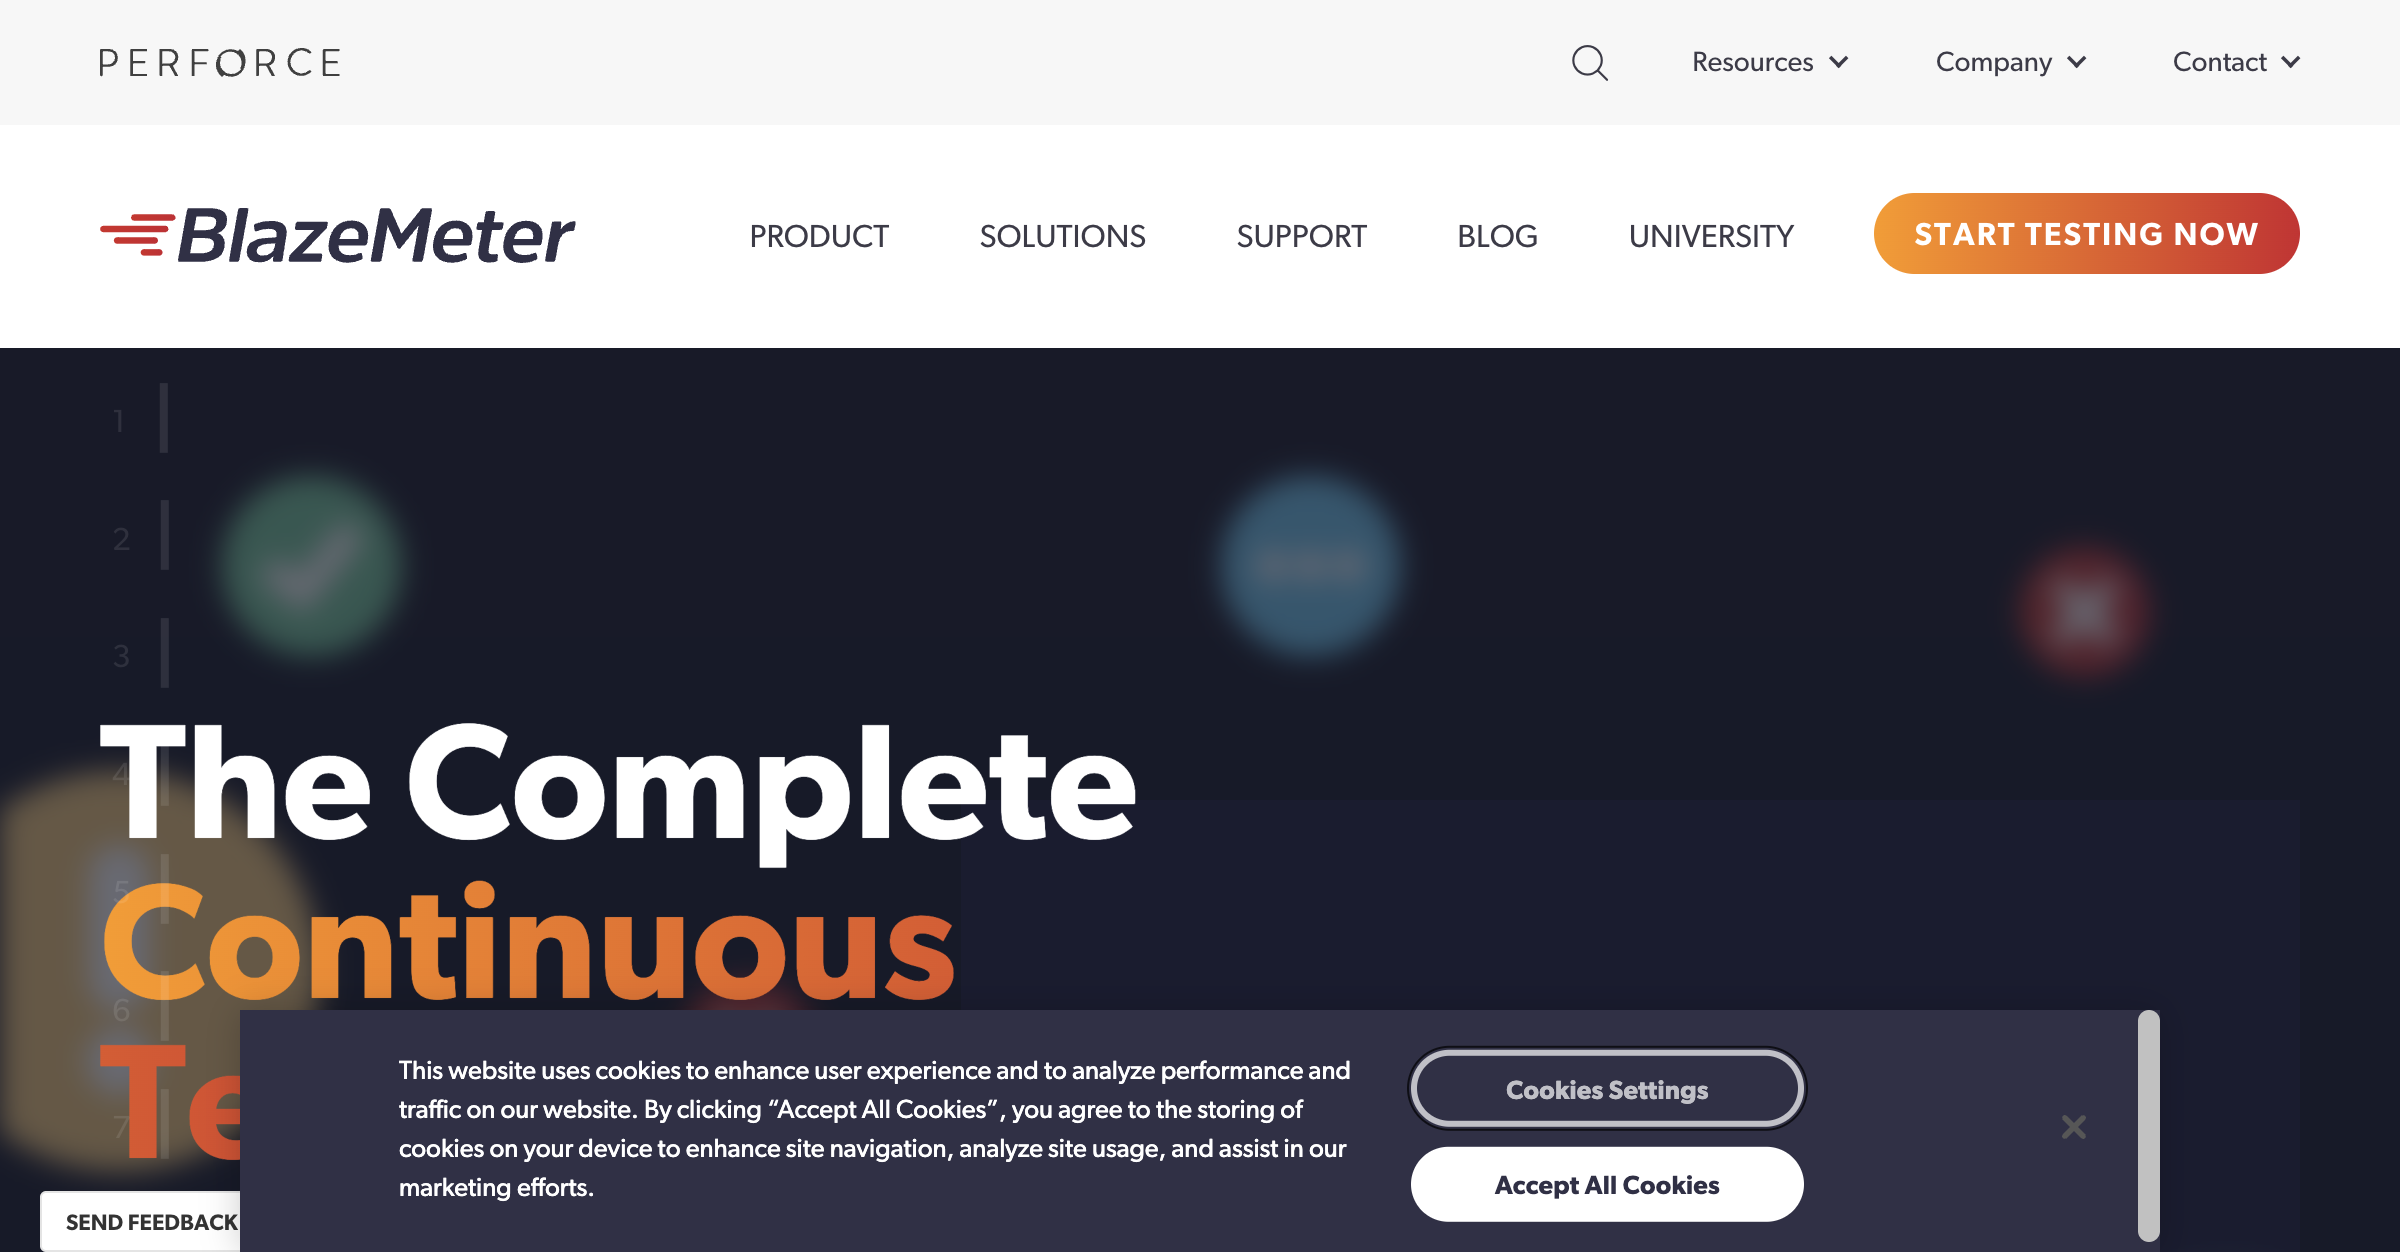 PERFORCE
Resources
Company
Contact
BlazeMeter
PRODUCT
SOLUTIONS
SUPPORT
BLOG
UNIVERSITY
START TESTING NOW
1
2
3
4
5
6
7
The Complete
Continuous
Te
This website uses cookies to enhance user experience and to analyze performance and
traffic on our website. By clicking “Accept All Cookies”, you agree to the storing of
cookies on your device to enhance site navigation, analyze site usage, and assist in our
marketing efforts.
Cookies Settings
Accept All Cookies
SEND FEEDBACK